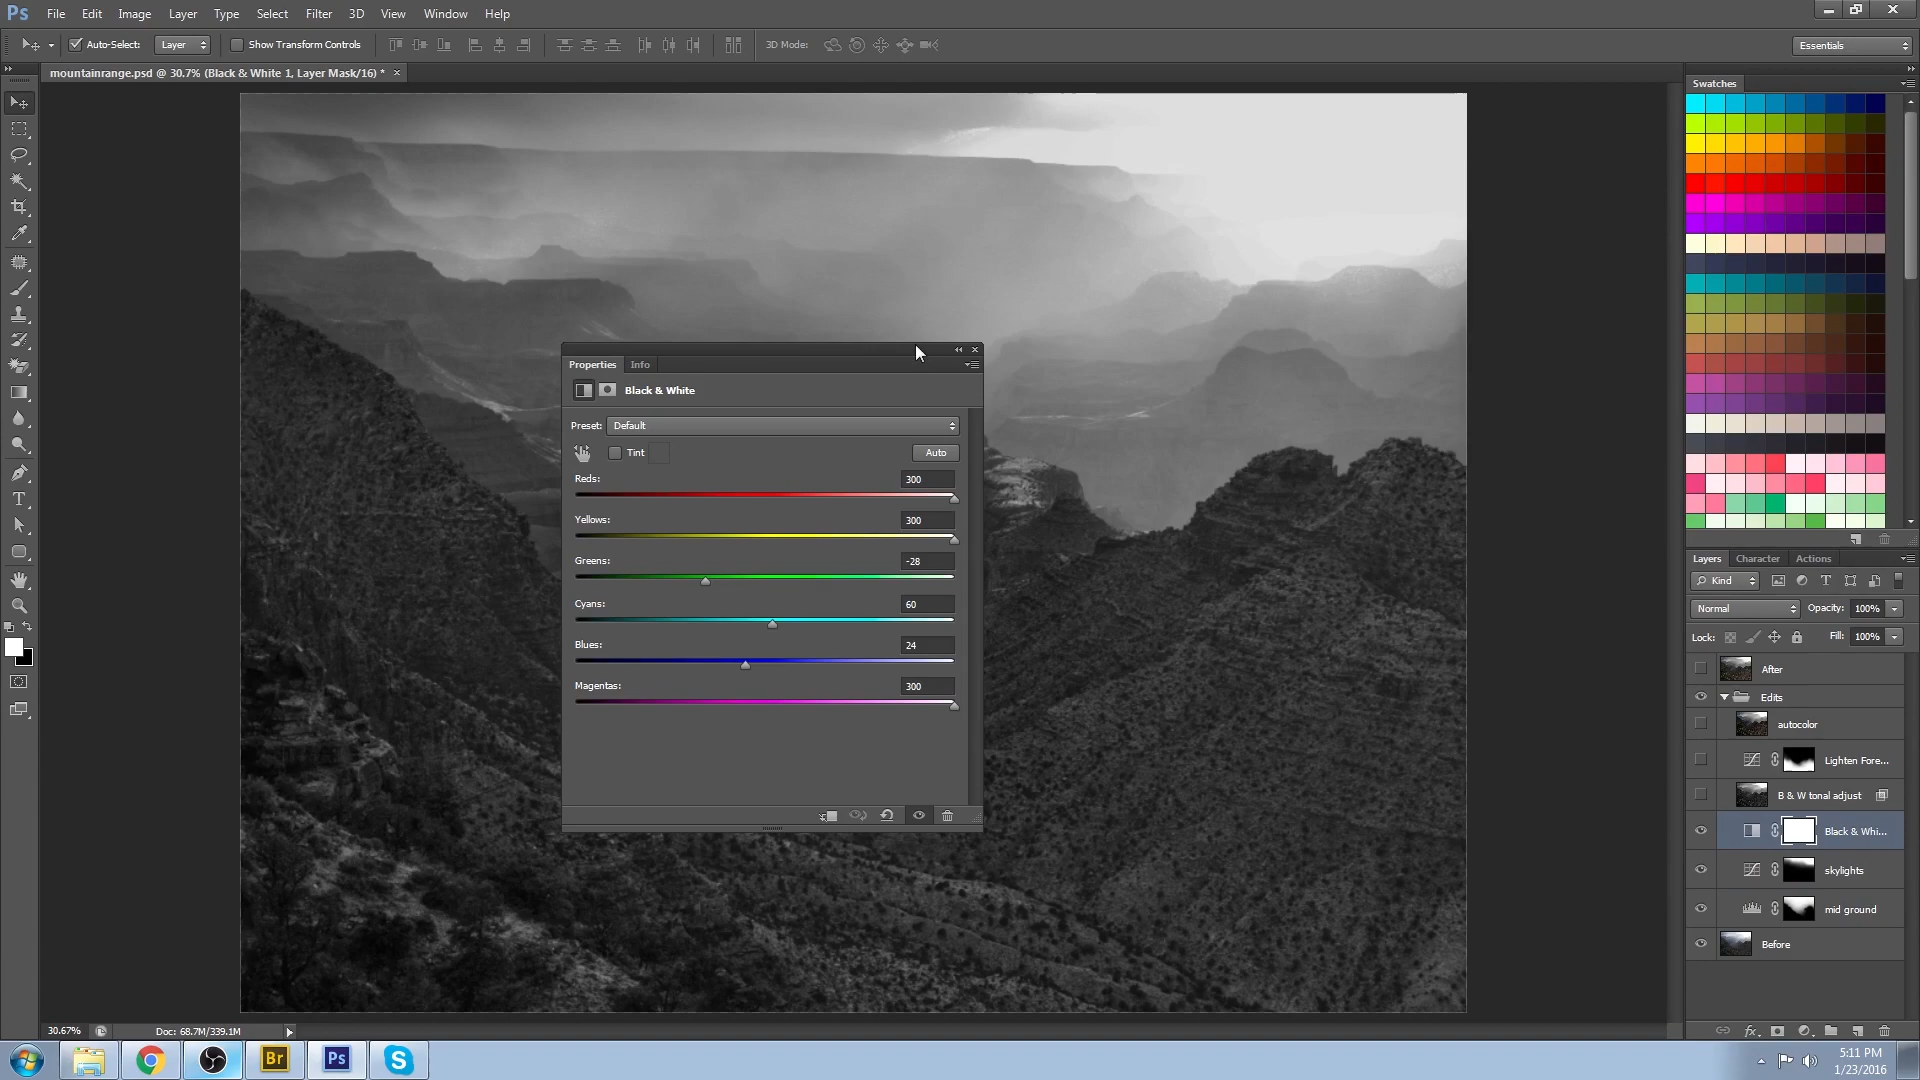 Ps File Edit Image Layer Type Select Filter 3D View Window Help
Auto-Select: Layer Show Transform Controls 3D Mode: Essentials
mountainrange.psd @ 30.7% (Black & White 1, Layer Mask/16) * ×
Swatches
Properties Info
Black & White
Preset: Default
Tint Auto
Reds: 300
Yellows: 300
Greens: -28
Cyans: 60
Blues: 24
Magentas: 300
Layers Character Actions
Kind
Normal Opacity: 100%
Lock: Fill: 100%
After
Edits
autocolor
Lighten Fore...
B & W tonal adjust
Black & Whi...
skylights
mid ground
Before
fx
30.67% Doc: 68.7M/339.1M
Br Ps S
5:11 PM
1/23/2016